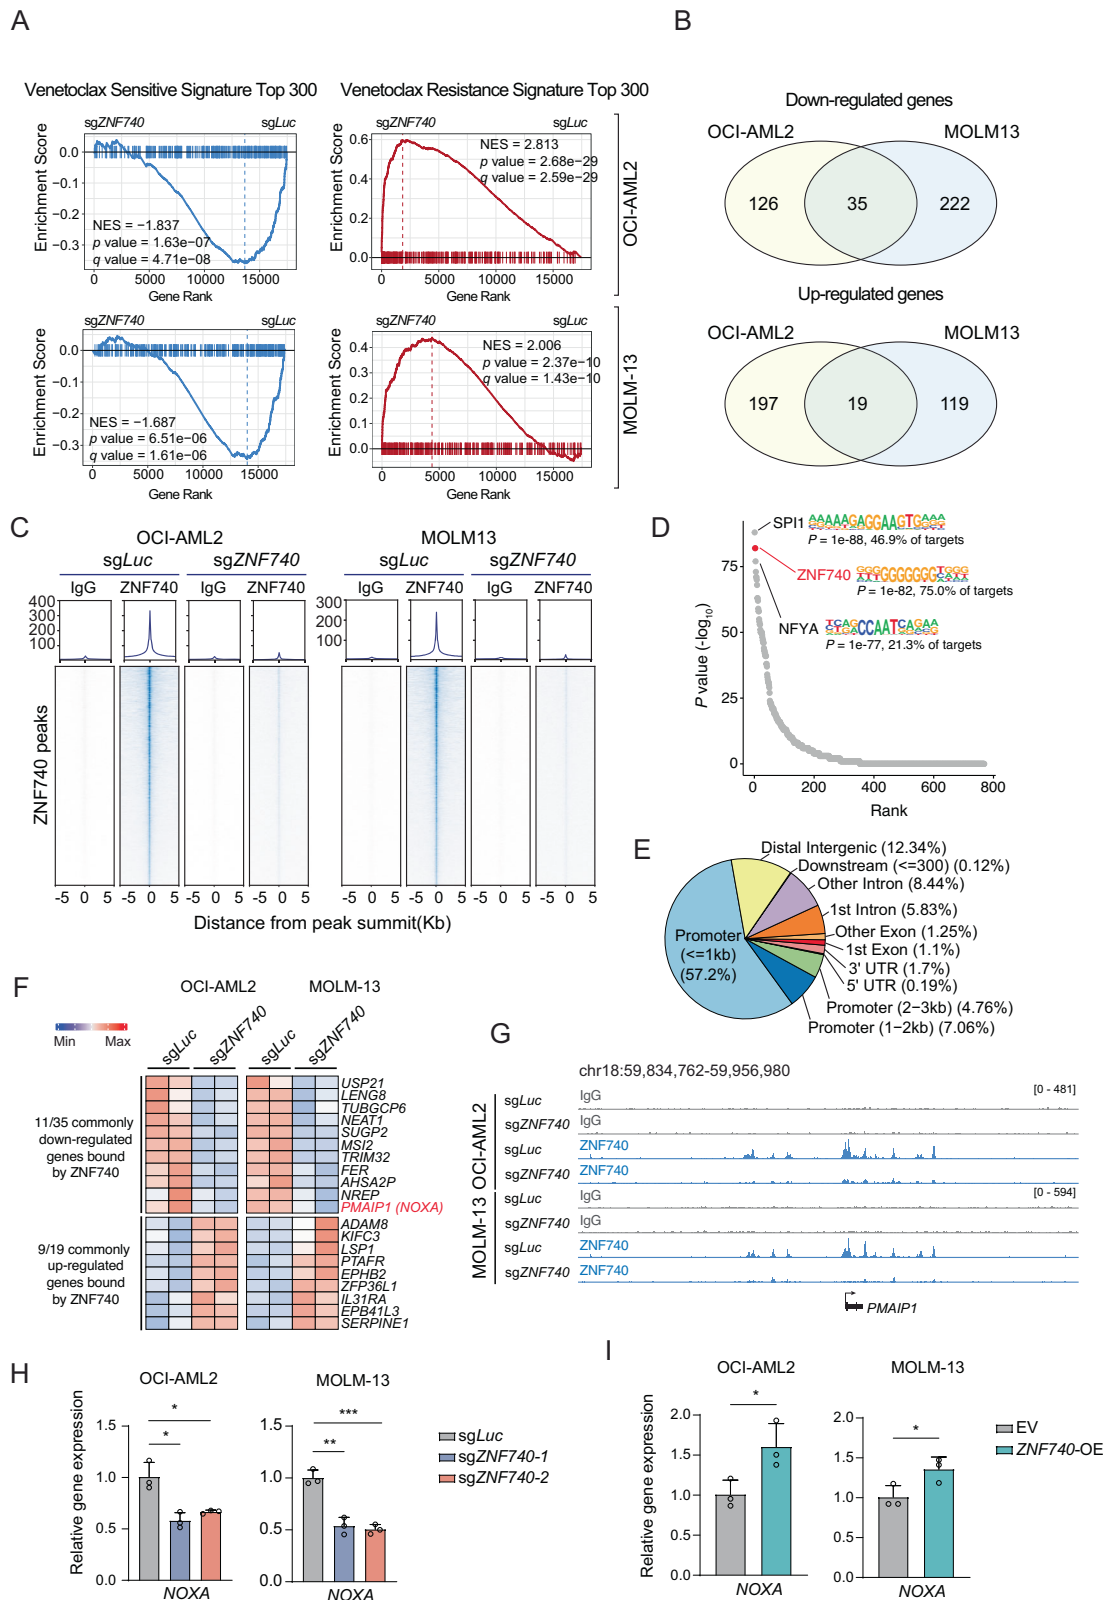 A
Venetoclax Sensitive Signature Top 300
Venetoclax Resistance Signature Top 300
sgZNF740 sgLuc
Enrichment Score
0.0
−0.1
−0.2
−0.3
NES = −1.837
p value = 1.63e−07
q value = 4.71e−08
0 5000 10000 15000
Gene Rank
sgZNF740 sgLuc
Enrichment Score
0.6
0.4
0.2
0.0
NES = 2.813
p value = 2.68e−29
q value = 2.59e−29
0 5000 10000 15000
Gene Rank
OCI-AML2
sgZNF740 sgLuc
Enrichment Score
0.0
−0.1
−0.2
−0.3
NES = −1.687
p value = 6.51e−06
q value = 1.61e−06
0 5000 10000 15000
Gene Rank
sgZNF740 sgLuc
Enrichment Score
0.4
0.3
0.2
0.1
0.0
NES = 2.006
p value = 2.37e−10
q value = 1.43e−10
0 5000 10000 15000
Gene Rank
MOLM-13
B
Down-regulated genes
OCI-AML2 MOLM13
126 35 222
Up-regulated genes
OCI-AML2 MOLM13
197 19 119
C
OCI-AML2 MOLM13
sgLuc sgZNF740 sgLuc sgZNF740
IgG ZNF740 IgG ZNF740 IgG ZNF740 IgG ZNF740
400
300
200
100
300
200
100
ZNF740 peaks
-5 0 5 -5 0 5 -5 0 5 -5 0 5 -5 0 5 -5 0 5 -5 0 5 -5 0 5
Distance from peak summit(Kb)
D
P value (-log10)
75
50
25
0
SPI1
P = 1e-88, 46.9% of targets
ZNF740
P = 1e-82, 75.0% of targets
NFYA
P = 1e-77, 21.3% of targets
0 200 400 600 800
Rank
E
Distal Intergenic (12.34%)
Downstream (<=300) (0.12%)
Other Intron (8.44%)
1st Intron (5.83%)
Other Exon (1.25%)
1st Exon (1.1%)
3' UTR (1.7%)
5' UTR (0.19%)
Promoter (2−3kb) (4.76%)
Promoter (1−2kb) (7.06%)
Promoter
(<=1kb)
(57.2%)
F
Min Max
OCI-AML2 MOLM-13
sgLuc sgZNF740 sgLuc sgZNF740
11/35 commonly
down-regulated
genes bound
by ZNF740
USP21
LENG8
TUBGCP6
NEAT1
SUGP2
MSI2
TRIM32
FER
AHSA2P
NREP
PMAIP1 (NOXA)
9/19 commonly
up-regulated
genes bound
by ZNF740
ADAM8
KIFC3
LSP1
PTAFR
EPHB2
ZFP36L1
IL31RA
EPB41L3
SERPINE1
G
chr18:59,834,762-59,956,980
OCI-AML2
sgLuc IgG [0 - 481]
sgZNF740 IgG
sgLuc ZNF740
sgZNF740 ZNF740
MOLM-13
sgLuc IgG [0 - 594]
sgZNF740 IgG
sgLuc ZNF740
sgZNF740 ZNF740
PMAIP1
H
OCI-AML2 MOLM-13
Relative gene expression
1.5
1.0
0.5
0.0
* *
NOXA
1.5
1.0
0.5
0.0
** ***
NOXA
sgLuc
sgZNF740-1
sgZNF740-2
I
OCI-AML2 MOLM-13
Relative gene expression
2.0
1.5
1.0
0.5
0.0
*
NOXA
2.0
1.5
1.0
0.5
0.0
*
NOXA
EV
ZNF740-OE